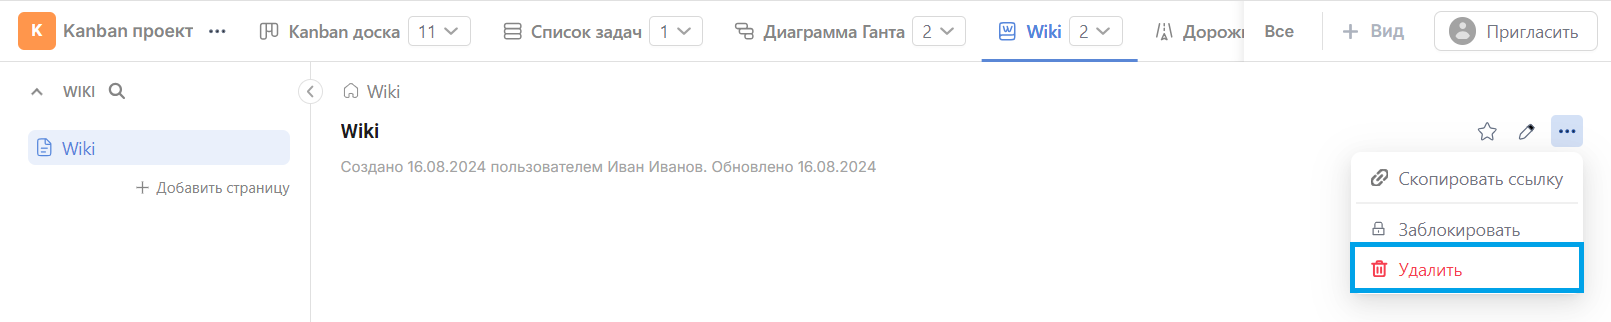 K Kanban проект ••• Kanban доска 11 Список задач 1 Диаграмма Ганта 2 Wiki 2 Дорожн Все + Вид Пригласить
WIKI Wiki
Wiki
Wiki
Создано 16.08.2024 пользователем Иван Иванов. Обновлено 16.08.2024
+ Добавить страницу
Скопировать ссылку
Заблокировать
Удалить